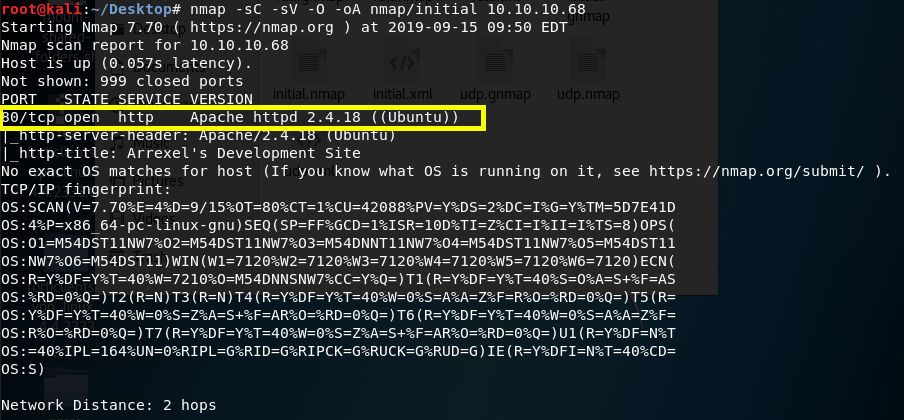 root@kali:~/Desktop# nmap -sC -sV -O -oA nmap/initial 10.10.10.68
Starting Nmap 7.70 ( https://nmap.org ) at 2019-09-15 09:50 EDT
Nmap scan report for 10.10.10.68
Host is up (0.057s latency).
Not shown: 999 closed ports
PORT   STATE SERVICE VERSION
80/tcp open  http    Apache httpd 2.4.18 ((Ubuntu))
|_http-server-header: Apache/2.4.18 (Ubuntu)
|_http-title: Arrexel's Development Site
No exact OS matches for host (If you know what OS is running on it, see https://nmap.org/submit/ ).
TCP/IP fingerprint:
OS:SCAN(V=7.70%E=4%D=9/15%OT=80%CT=1%CU=42088%PV=Y%DS=2%DC=I%G=Y%TM=5D7E41D
OS:4%P=x86_64-pc-linux-gnu)SEQ(SP=FF%GCD=1%ISR=10D%TI=Z%CI=I%II=I%TS=8)OPS(
OS:O1=M54DST11NW7%O2=M54DST11NW7%O3=M54DNNT11NW7%O4=M54DST11NW7%O5=M54DST11
OS:NW7%O6=M54DST11)WIN(W1=7120%W2=7120%W3=7120%W4=7120%W5=7120%W6=7120)ECN(
OS:R=Y%DF=Y%T=40%W=7210%O=M54DNNSNW7%CC=Y%Q=)T1(R=Y%DF=Y%T=40%S=O%A=S+%F=AS
OS:%RD=0%Q=)T2(R=N)T3(R=N)T4(R=Y%DF=Y%T=40%W=0%S=A%A=Z%F=R%O=%RD=0%Q=)T5(R=
OS:Y%DF=Y%T=40%W=0%S=Z%A=S+%F=AR%O=%RD=0%Q=)T6(R=Y%DF=Y%T=40%W=0%S=A%A=Z%F=
OS:R%O=%RD=0%Q=)T7(R=Y%DF=Y%T=40%W=0%S=Z%A=S+%F=AR%O=%RD=0%Q=)U1(R=Y%DF=N%T
OS:=40%IPL=164%UN=0%RIPL=G%RID=G%RIPCK=G%RUCK=G%RUD=G)IE(R=Y%DFI=N%T=40%CD=
OS:S)
Network Distance: 2 hops
initial.nmap
initial.xml
udp.gnmap
udp.nmap